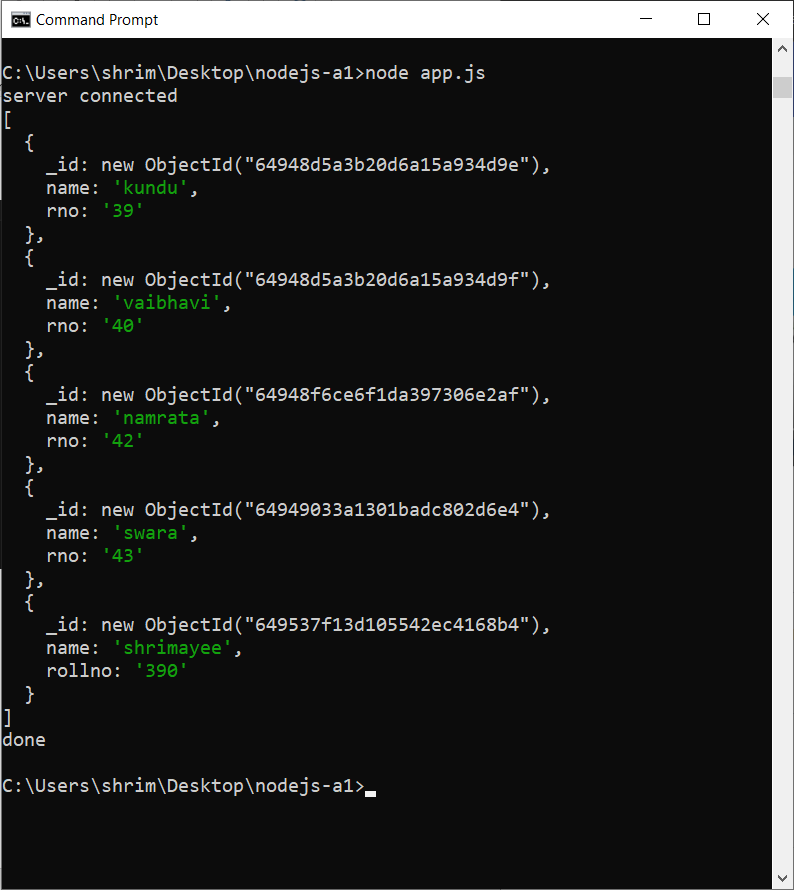 Command Prompt
C:\Users\shrim\Desktop\nodejs-a1>node app.js
server connected
[
  {
    _id: new ObjectId("64948d5a3b20d6a15a934d9e"),
    name: 'kundu',
    rno: '39'
  },
  {
    _id: new ObjectId("64948d5a3b20d6a15a934d9f"),
    name: 'vaibhavi',
    rno: '40'
  },
  {
    _id: new ObjectId("64948f6ce6f1da397306e2af"),
    name: 'namrata',
    rno: '42'
  },
  {
    _id: new ObjectId("64949033a1301badc802d6e4"),
    name: 'swara',
    rno: '43'
  },
  {
    _id: new ObjectId("649537f13d105542ec4168b4"),
    name: 'shrimayee',
    rollno: '390'
  }
]
done
C:\Users\shrim\Desktop\nodejs-a1>